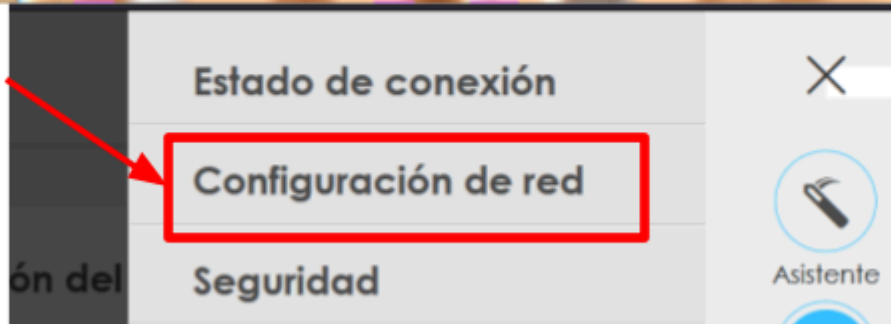 Estado de conexión
Configuración de red
ón del
Seguridad
Asistente